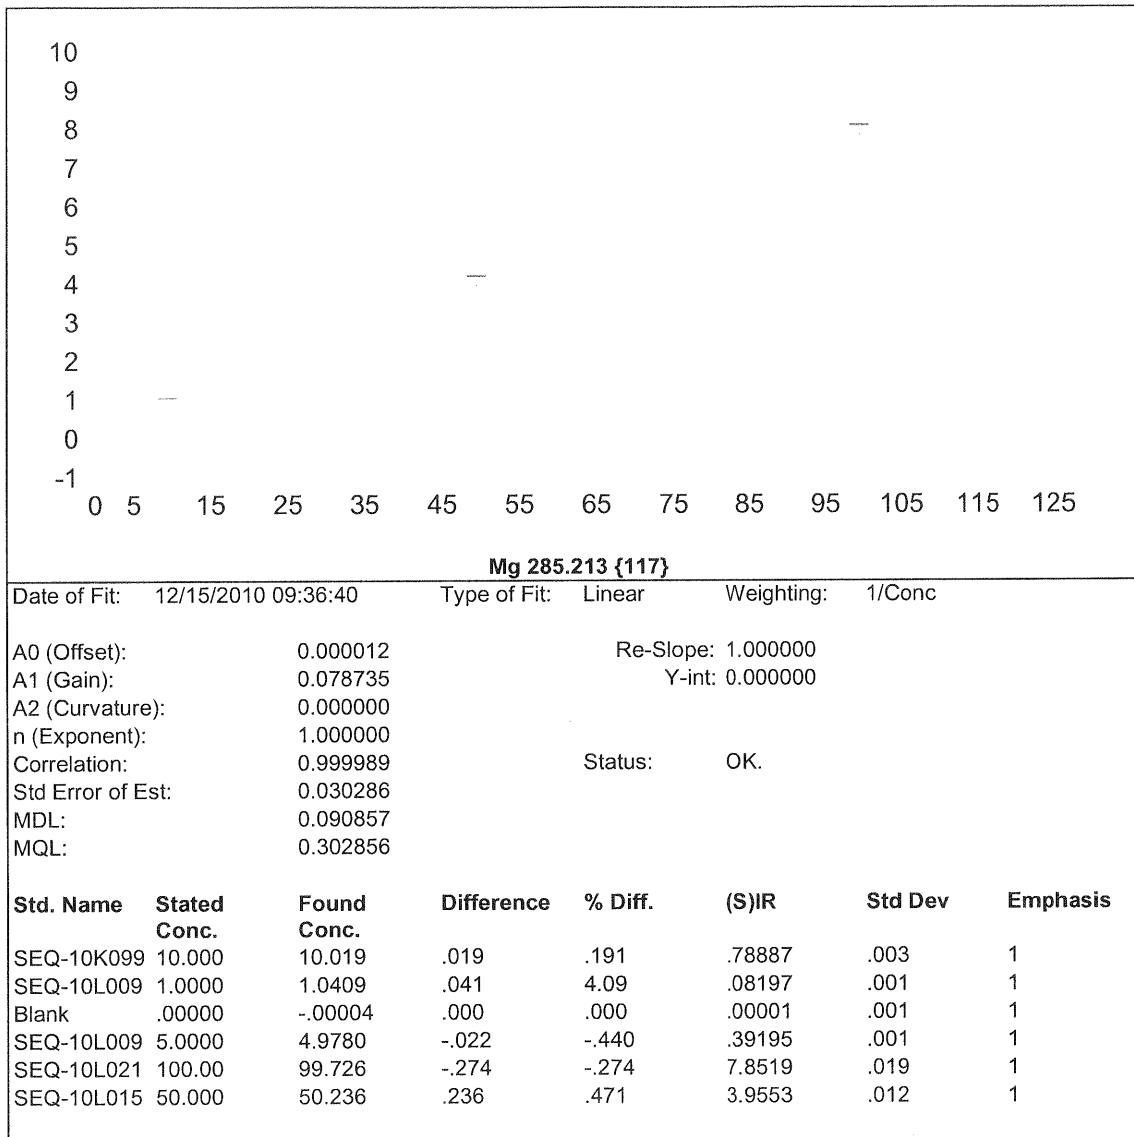 10
9
8
7
6
5
4
3
2
1
0
-1
0 5 15 25 35 45 55 65 75 85 95 105 115 125
Mg 285.213 {117}
Date of Fit: 12/15/2010 09:36:40 Type of Fit: Linear Weighting: 1/Conc
A0 (Offset): 0.000012 Re-Slope: 1.000000
A1 (Gain): 0.078735 Y-int: 0.000000
A2 (Curvature): 0.000000
n (Exponent): 1.000000
Correlation: 0.999989 Status: OK.
Std Error of Est: 0.030286
MDL: 0.090857
MQL: 0.302856
Std. Name Stated Found Difference % Diff. (S)IR Std Dev Emphasis
Conc. Conc.
SEQ-10K099 10.000 10.019 .019 .191 .78887 .003 1
SEQ-10L009 1.0000 1.0409 .041 4.09 .08197 .001 1
Blank .00000 -.00004 .000 .000 .00001 .001 1
SEQ-10L009 5.0000 4.9780 -.022 -.440 .39195 .001 1
SEQ-10L021 100.00 99.726 -.274 -.274 7.8519 .019 1
SEQ-10L015 50.000 50.236 .236 .471 3.9553 .012 1